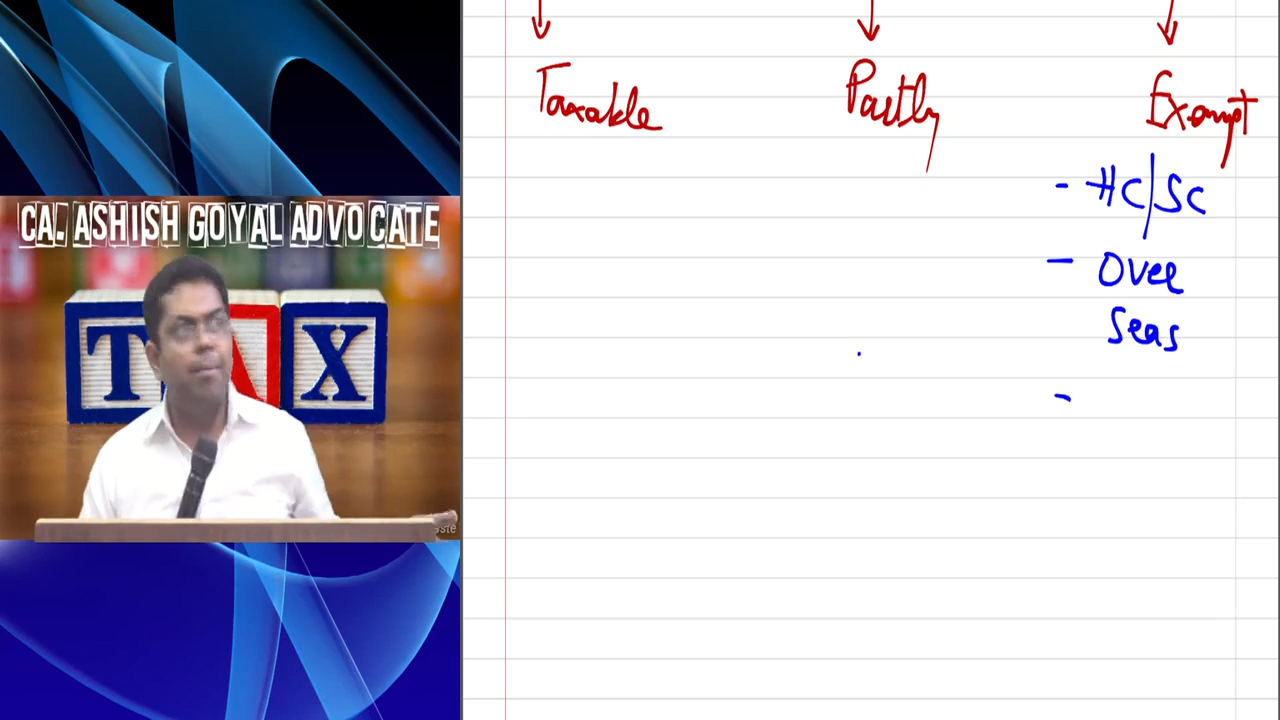 CA. ASHISH GOYAL ADVOCATE
TAX
Taxable Partly Exempt
- HC/SC
- Over
Seas
-